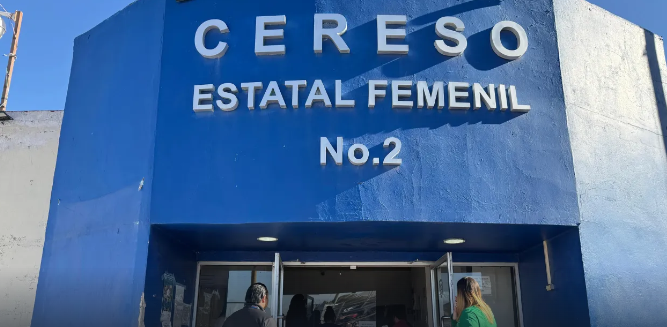 CERESO
ESTATAL FEMENIL
No.2